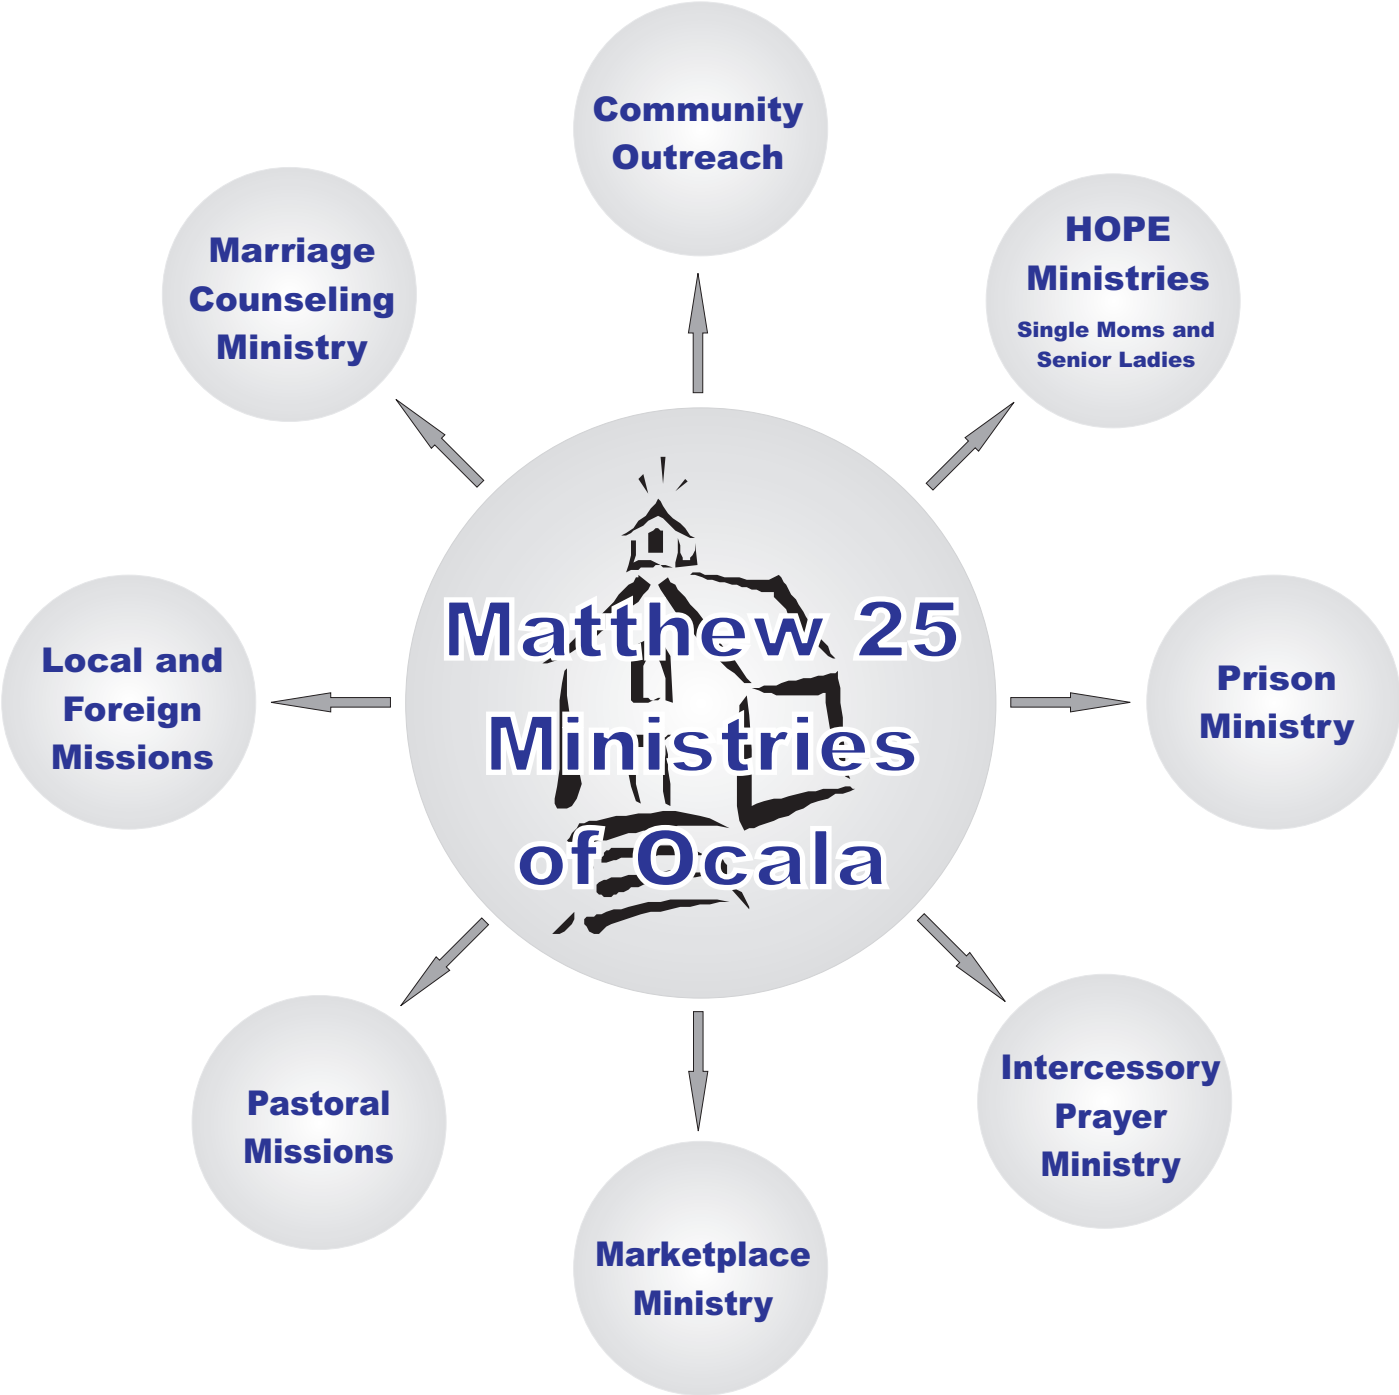 Community
Outreach
HOPE
Ministries
Single Moms and
Senior Ladies
Marriage
Counseling
Ministry
Matthew 25
Ministries
of Ocala
Local and
Foreign
Missions
Prison
Ministry
Pastoral
Missions
Intercessory
Prayer
Ministry
Marketplace
Ministry